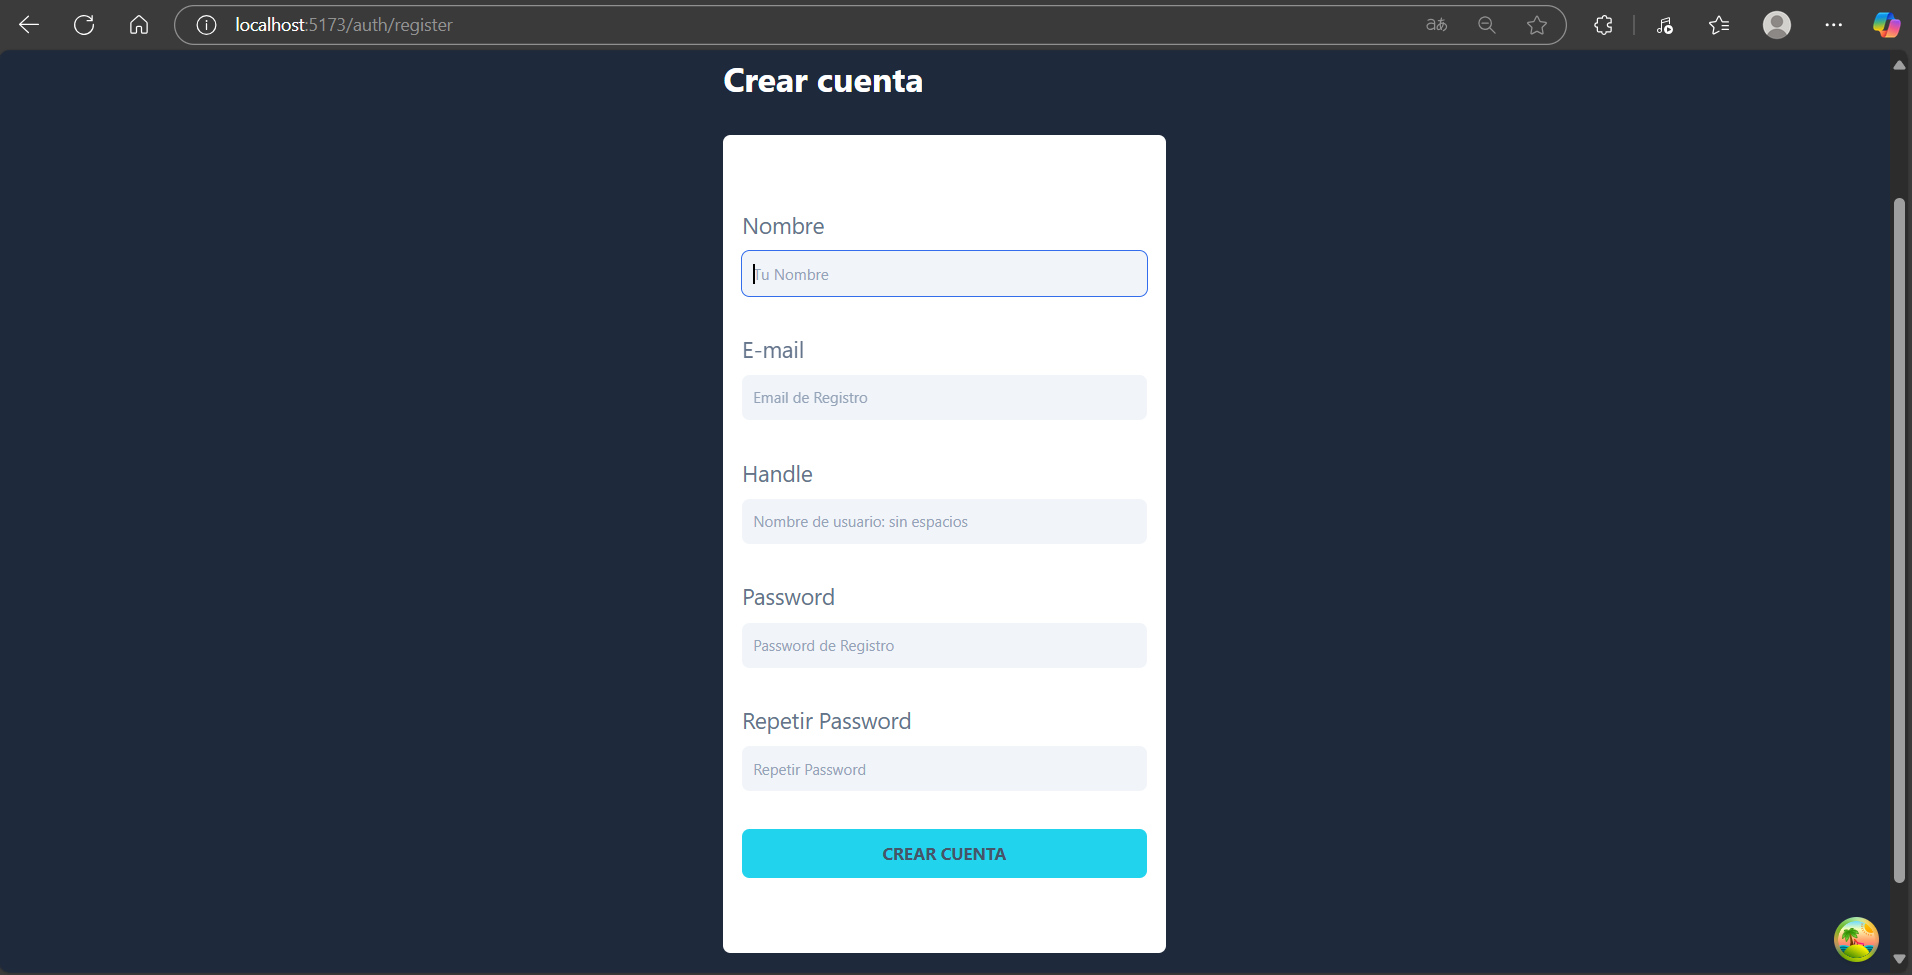 localhost:5173/auth/register
Crear cuenta
Nombre
Tu Nombre
E-mail
Email de Registro
Handle
Nombre de usuario: sin espacios
Password
Password de Registro
Repetir Password
Repetir Password
CREAR CUENTA